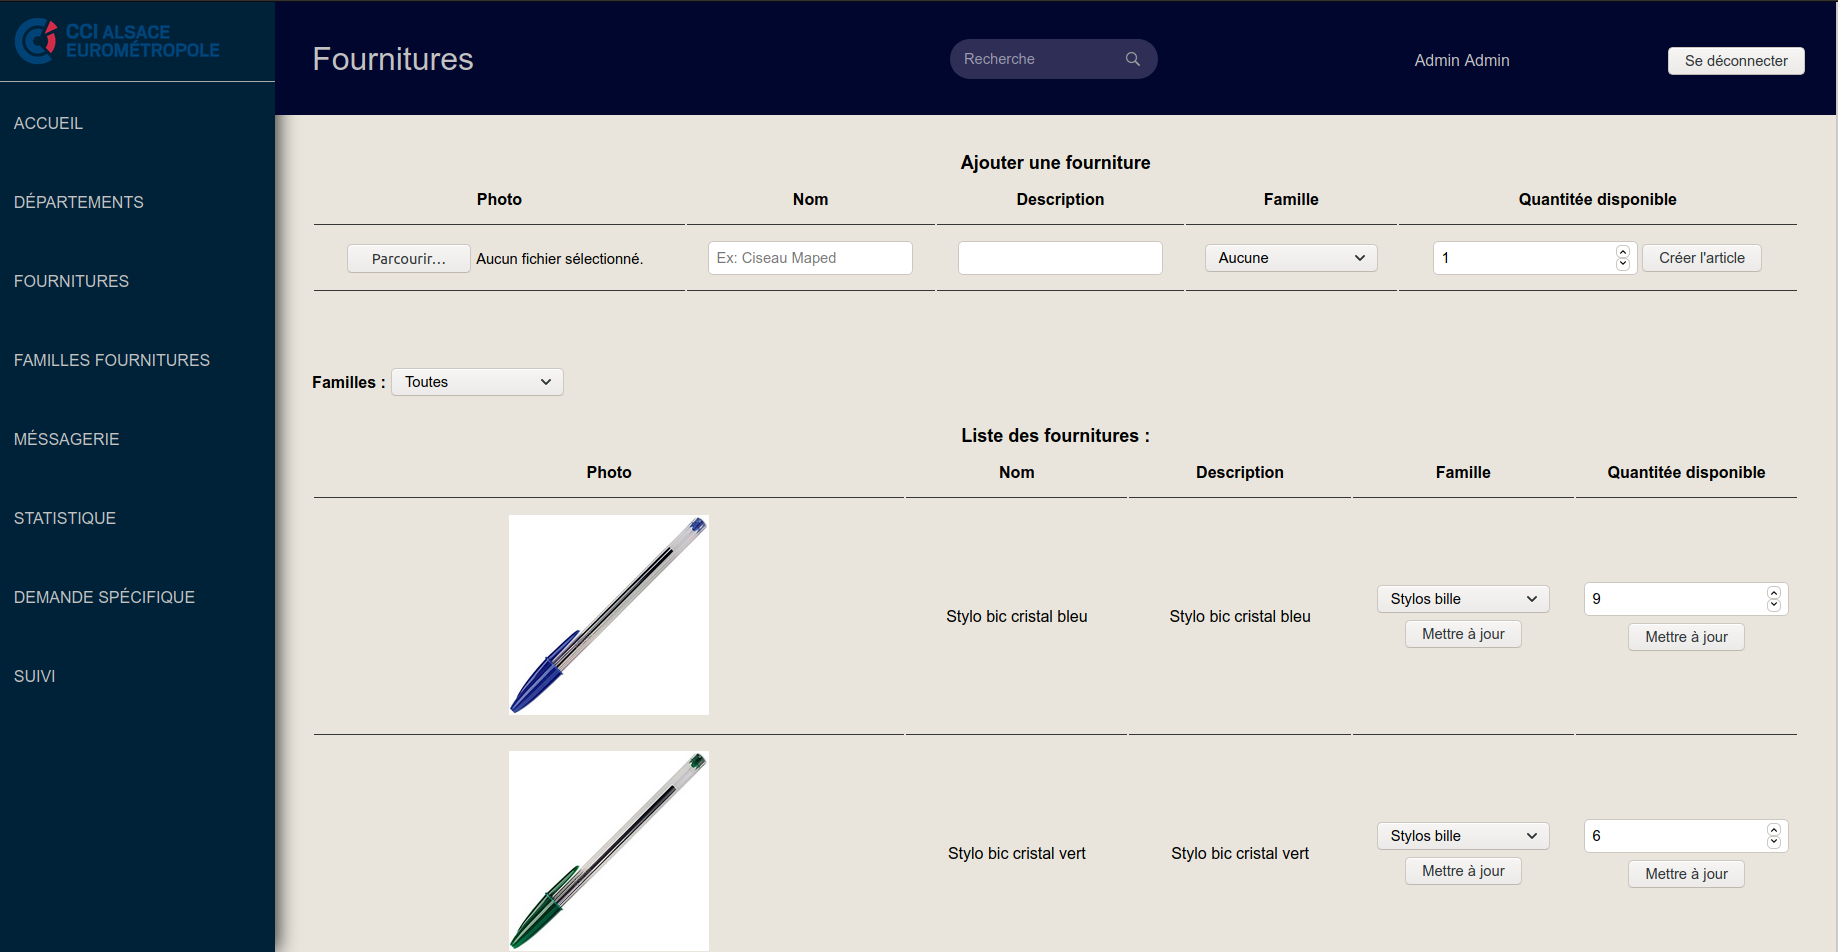 CCI ALSACE
EUROMÉTROPOLE
Fournitures
Recherche
Admin Admin
Se déconnecter
ACCUEIL
DÉPARTEMENTS
FOURNITURES
FAMILLES FOURNITURES
MÉSSAGERIE
STATISTIQUE
DEMANDE SPÉCIFIQUE
SUIVI
Ajouter une fourniture
Photo Nom Description Famille Quantitée disponible
Parcourir... Aucun fichier sélectionné. Ex: Ciseau Maped Aucune 1 Créer l'article
Familles : Toutes
Liste des fournitures :
Photo Nom Description Famille Quantitée disponible
Stylo bic cristal bleu Stylo bic cristal bleu Stylos bille 9
Mettre à jour Mettre à jour
Stylo bic cristal vert Stylo bic cristal vert Stylos bille 6
Mettre à jour Mettre à jour